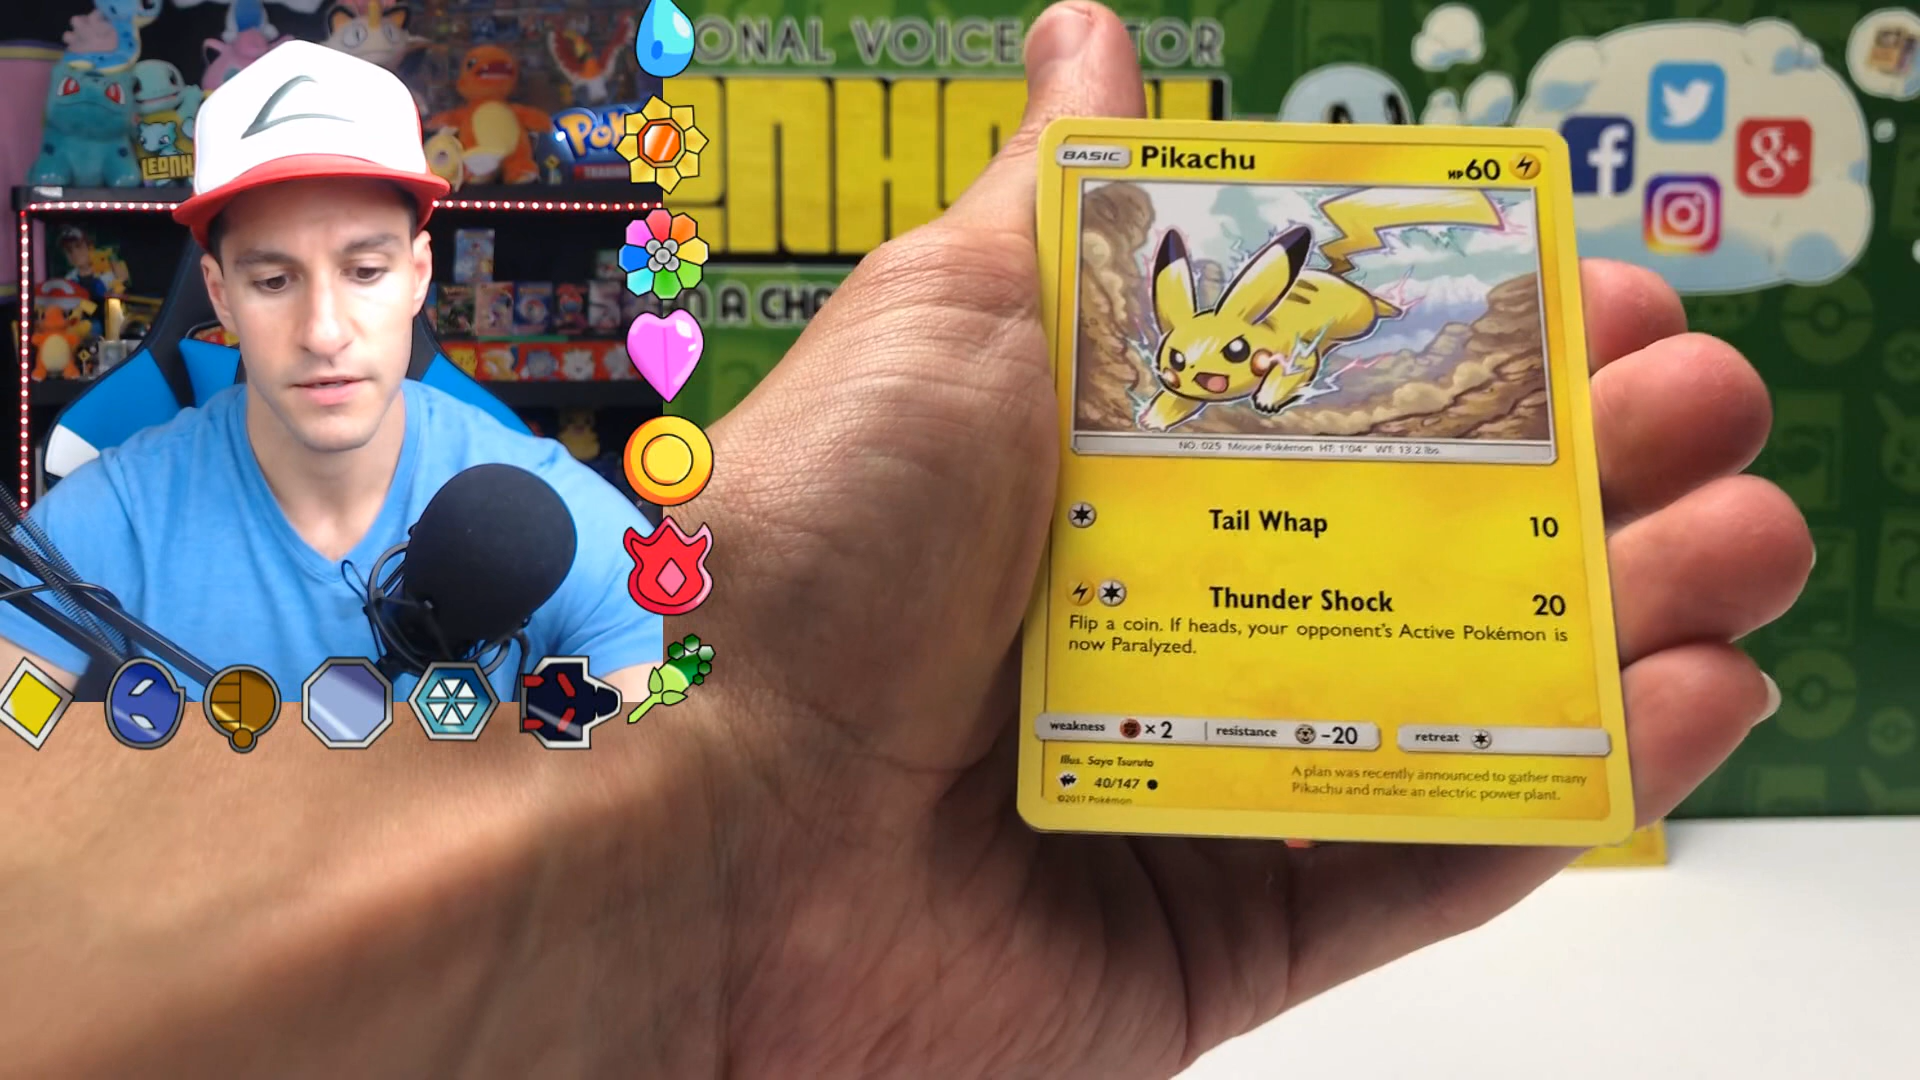 ONAL VOICE TOR
ENHA
N A CHA
LEONH
POK
BASIC Pikachu HP60
NO. 025 Mouse Pokémon HT: 1'04" WT: 13.2 lbs.
Tail Whap 10
Thunder Shock 20
Flip a coin. If heads, your opponent's Active Pokémon is
now Paralyzed.
weakness ×2 resistance -20 retreat
Illus. Saya Tsuruta
40/147
©2017 Pokémon
A plan was recently announced to gather many
Pikachu and make an electric power plant.
f
g+